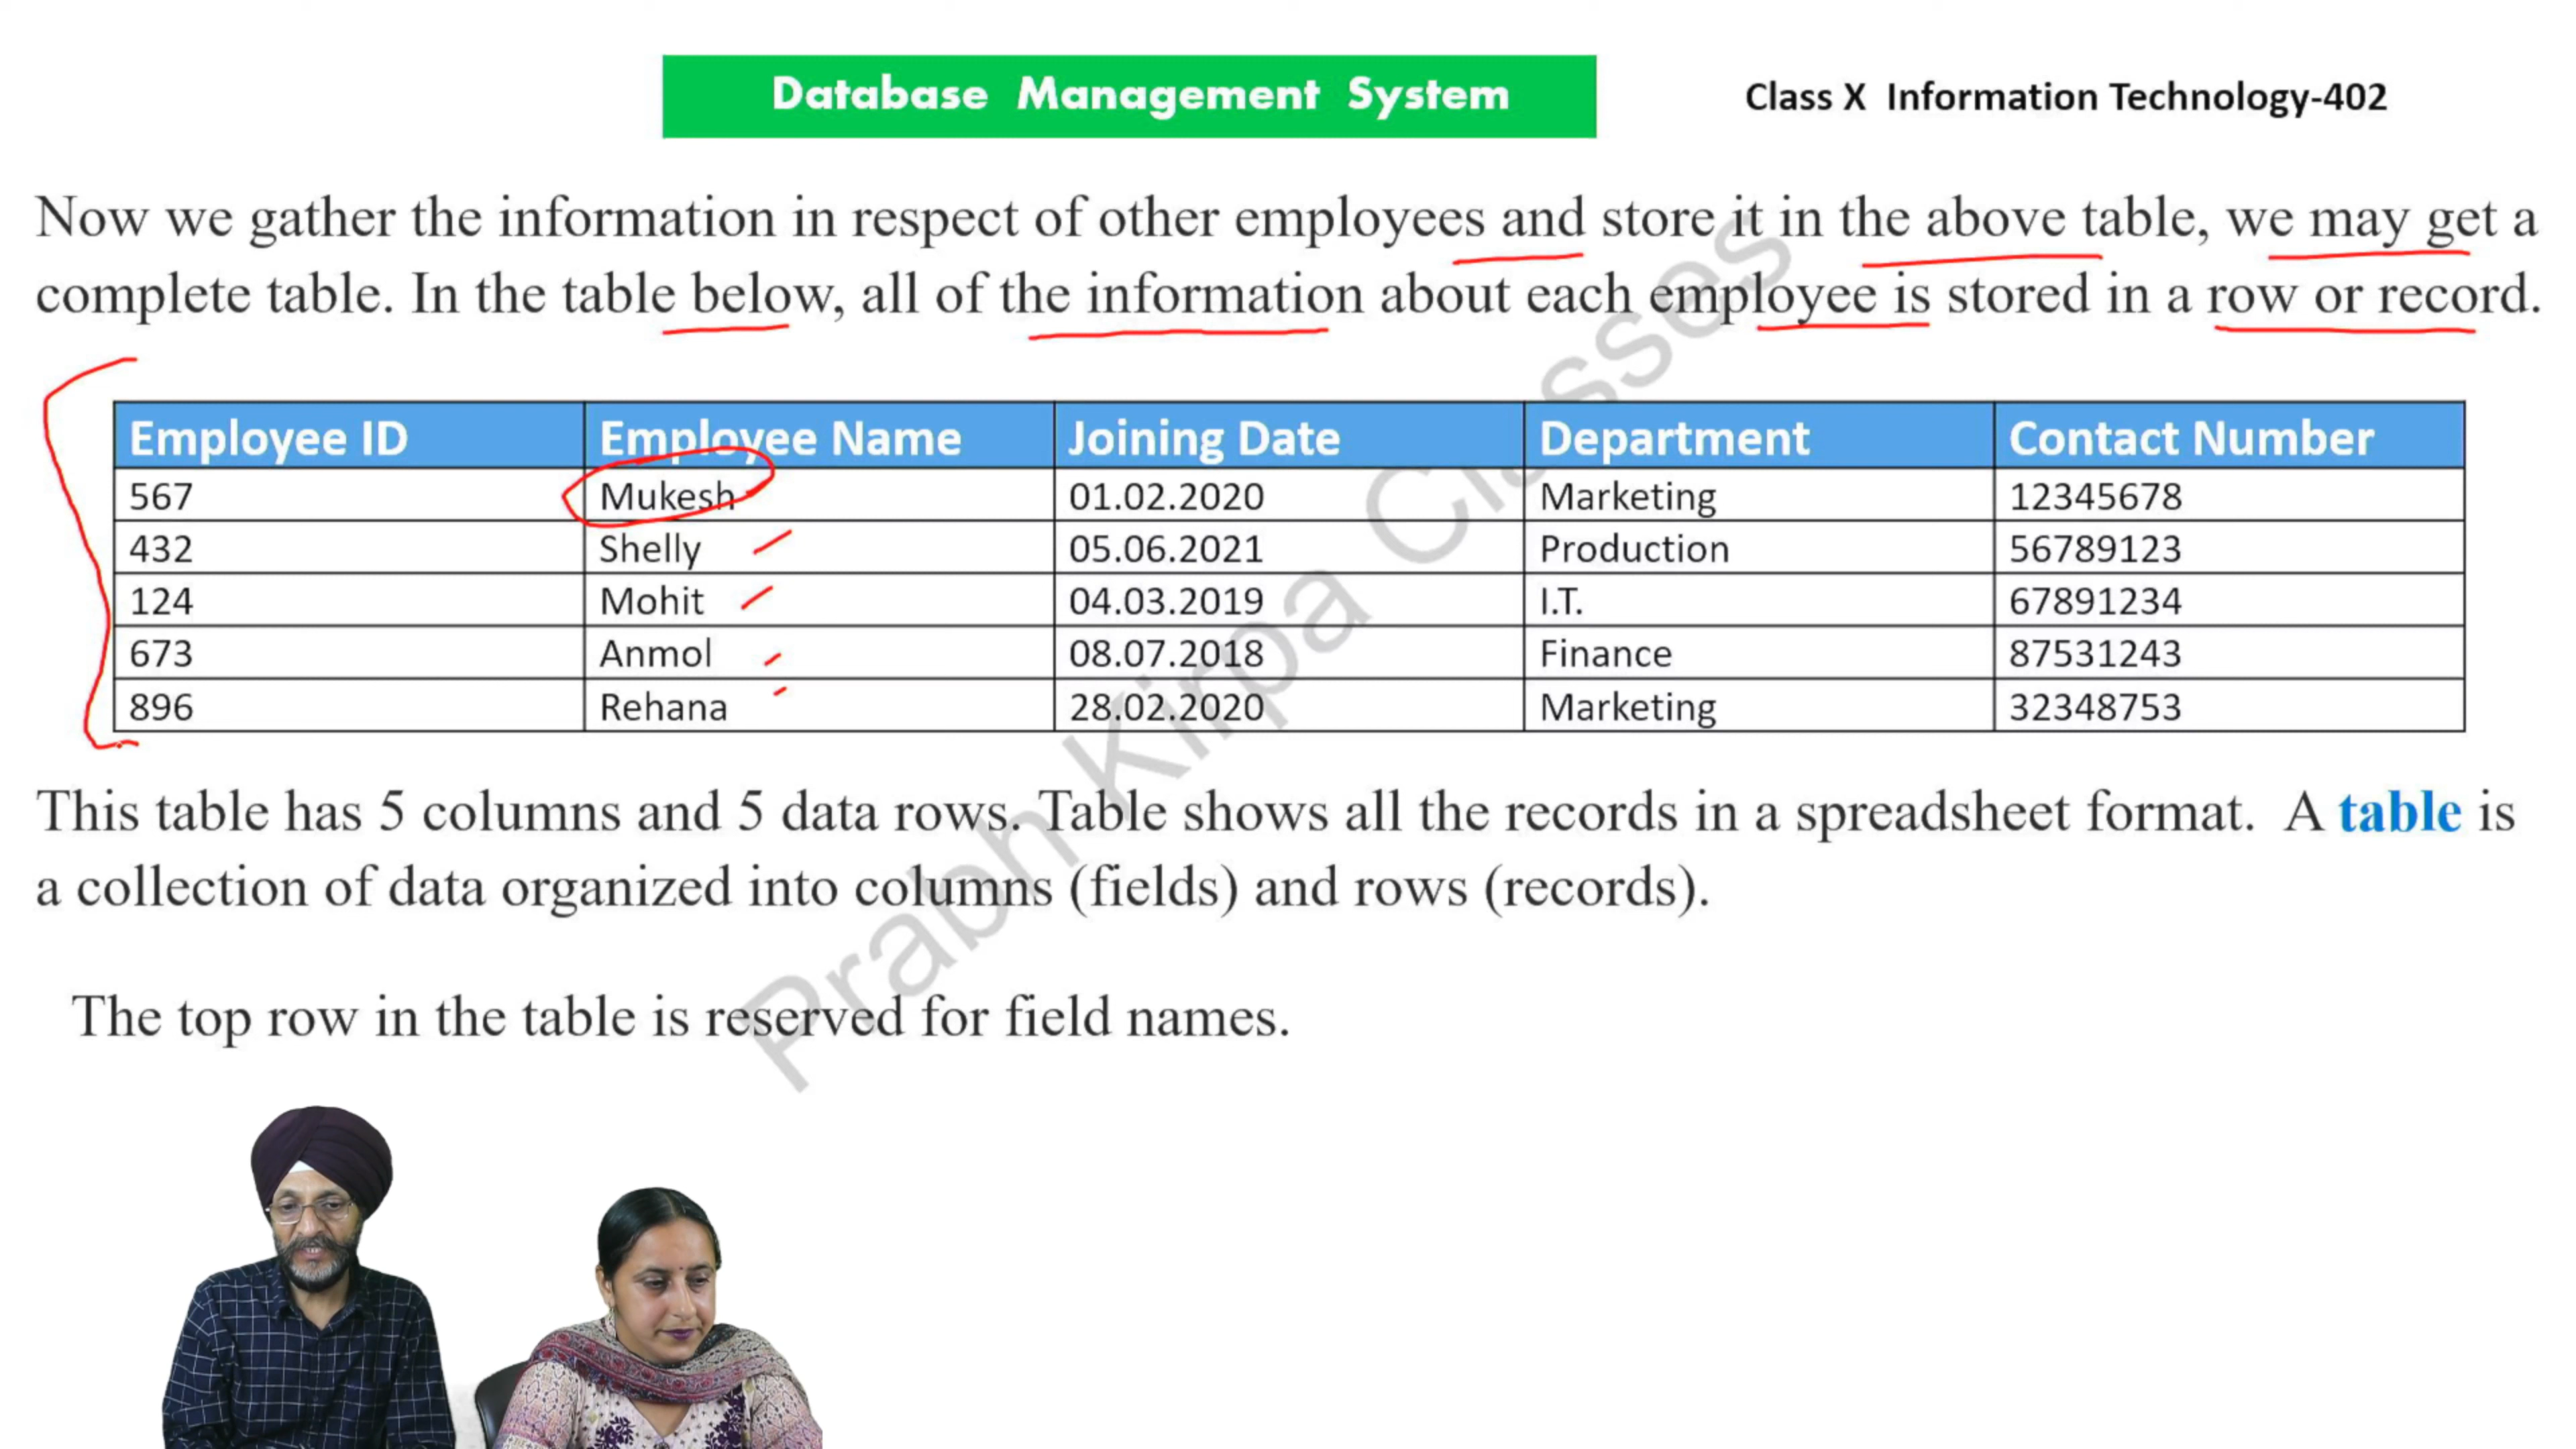 Database Management System
Class X Information Technology-402
Now we gather the information in respect of other employees and store it in the above table, we may get a
complete table. In the table below, all of the information about each employee is stored in a row or record.
Employee ID Employee Name Joining Date Department Contact Number
567 Mukesh 01.02.2020 Marketing 12345678
432 Shelly 05.06.2021 Production 56789123
124 Mohit 04.03.2019 I.T. 67891234
673 Anmol 08.07.2018 Finance 87531243
896 Rehana 28.02.2020 Marketing 32348753
This table has 5 columns and 5 data rows. Table shows all the records in a spreadsheet format. A table is
a collection of data organized into columns (fields) and rows (records).
The top row in the table is reserved for field names.
Prabh Kirpa Classes